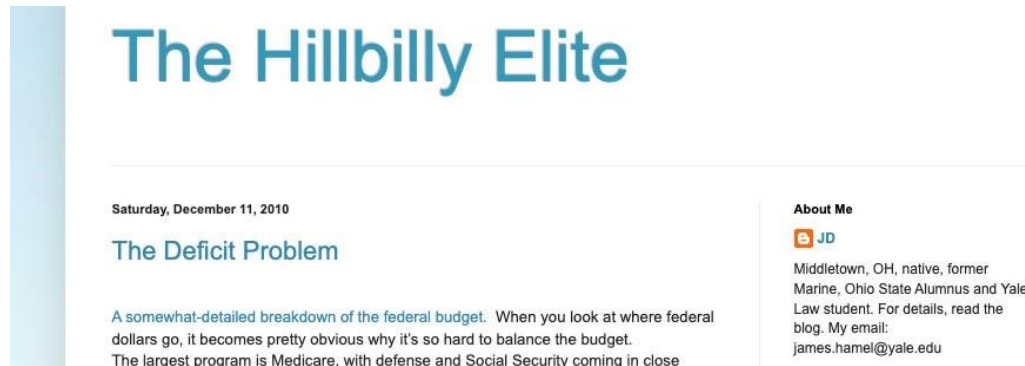 The Hillbilly Elite
Saturday, December 11, 2010
The Deficit Problem
A somewhat-detailed breakdown of the federal budget.  When you look at where federal
dollars go, it becomes pretty obvious why it's so hard to balance the budget.
The largest program is Medicare, with defense and Social Security coming in close
About Me
JD
Middletown, OH, native, former
Marine, Ohio State Alumnus and Yale
Law student. For details, read the
blog. My email:
james.hamel@yale.edu